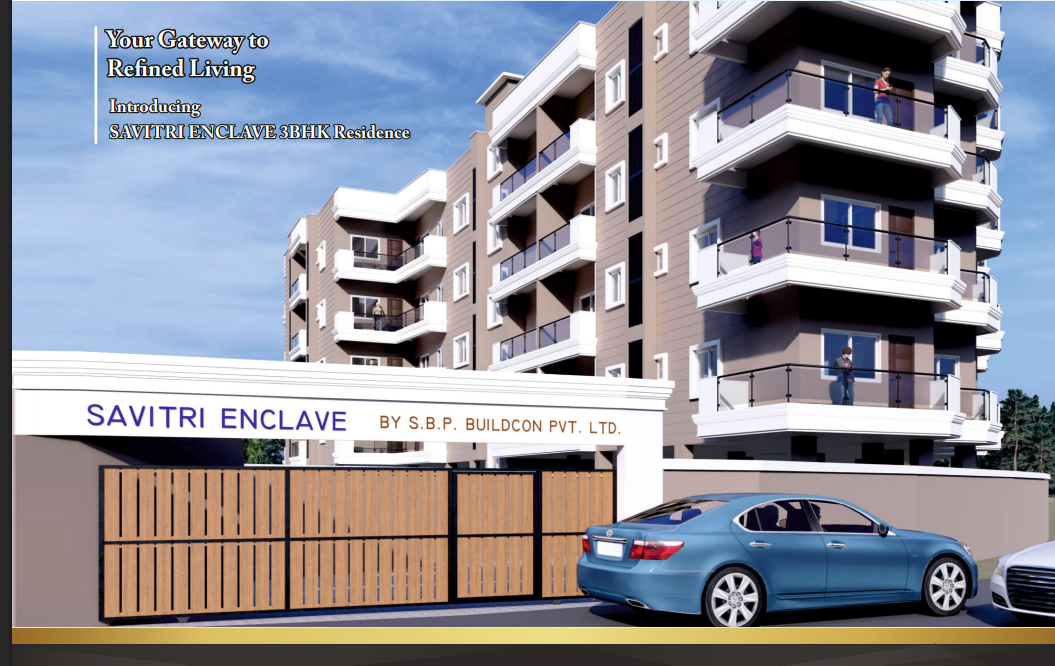 Your Gateway to
Refined Living
Introducing
SAVITRI ENCLAVE 3BHK Residence
SAVITRI ENCLAVE BY S.B.P. BUILDCON PVT. LTD.